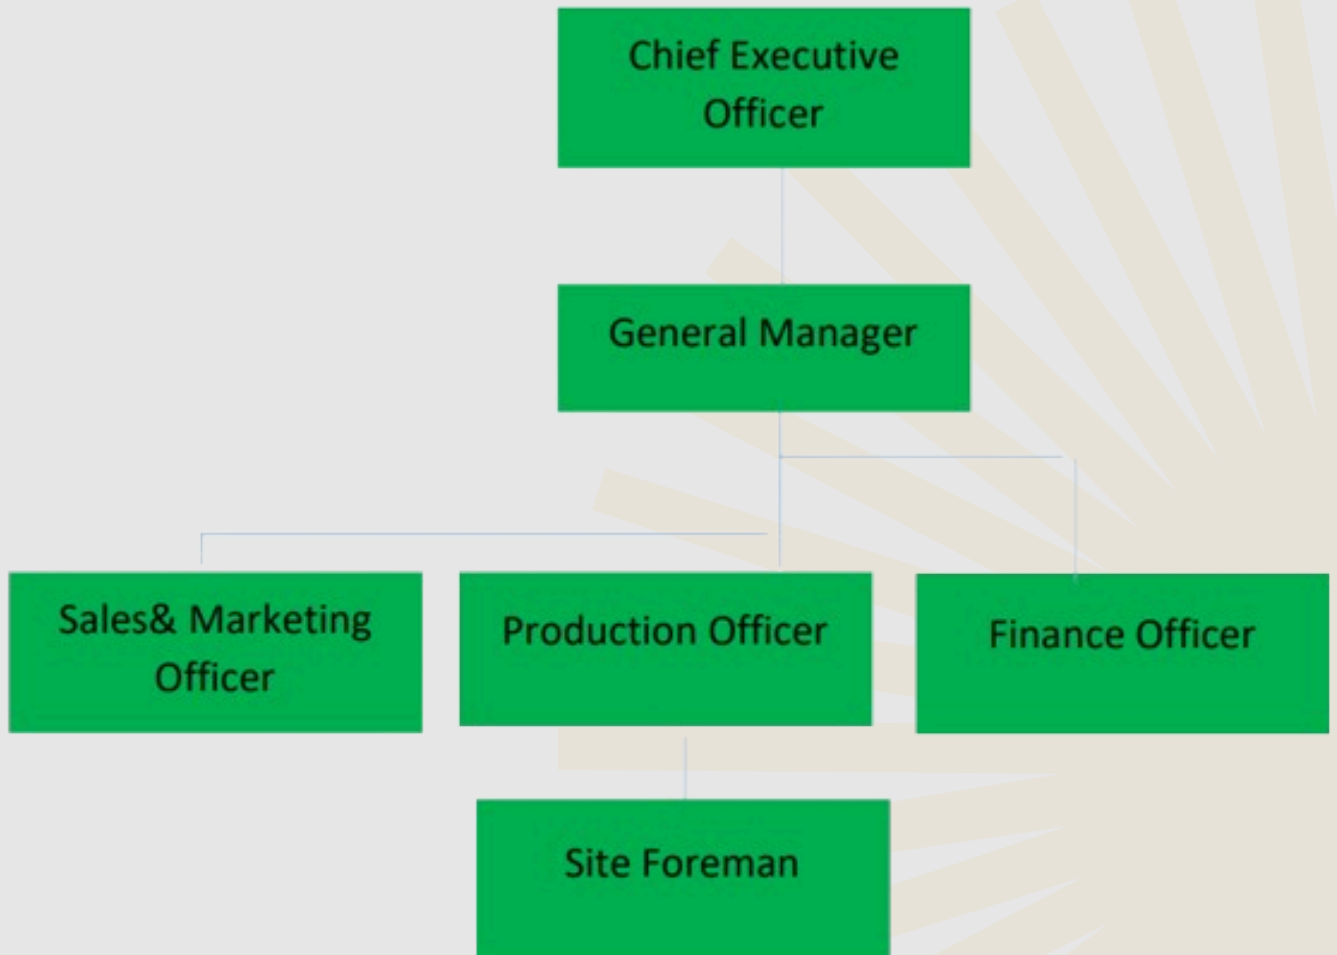 Chief Executive
Officer
General Manager
Sales& Marketing
Officer
Production Officer
Finance Officer
Site Foreman